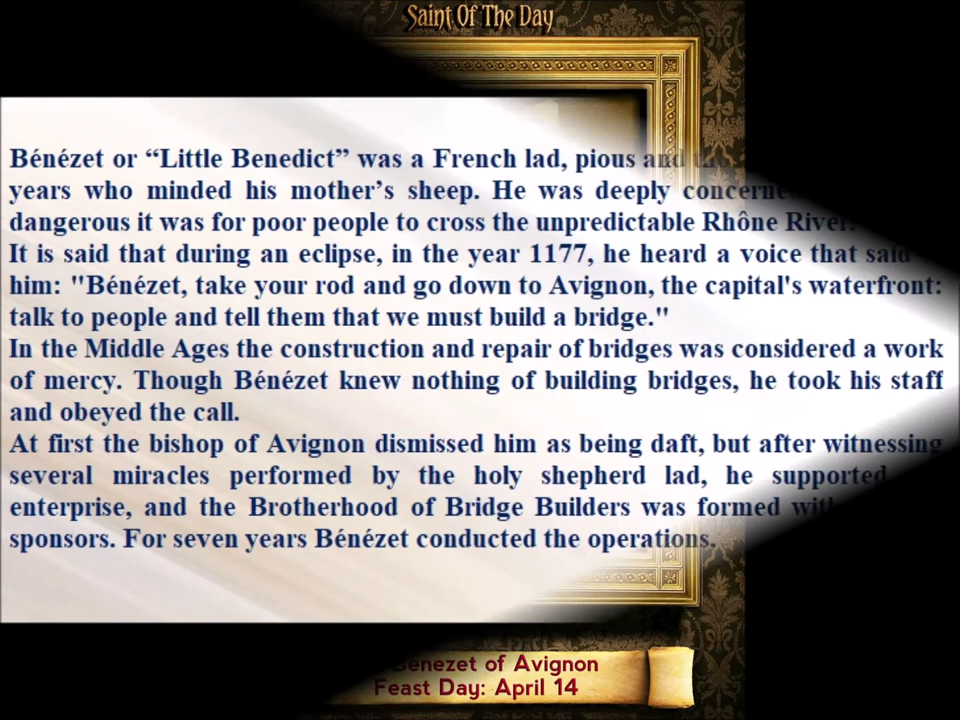 Saint Of The Day
Bénézet or “Little Benedict” was a French lad, pious and
years who minded his mother’s sheep. He was deeply
dangerous it was for poor people to cross the unpredictable Rhône River.
It is said that during an eclipse, in the year 1177, he heard a voice that said
him: "Bénézet, take your rod and go down to Avignon, the capital's waterfront:
talk to people and tell them that we must build a bridge."
In the Middle Ages the construction and repair of bridges was considered a work
of mercy. Though Bénézet knew nothing of building bridges, he took his staff
and obeyed the call.
At first the bishop of Avignon dismissed him as being daft, but after witnessing
several miracles performed by the holy shepherd lad, he supported
enterprise, and the Brotherhood of Bridge Builders was formed
sponsors. For seven years Bénézet conducted the operations.
Benezet of Avignon
Feast Day: April 14